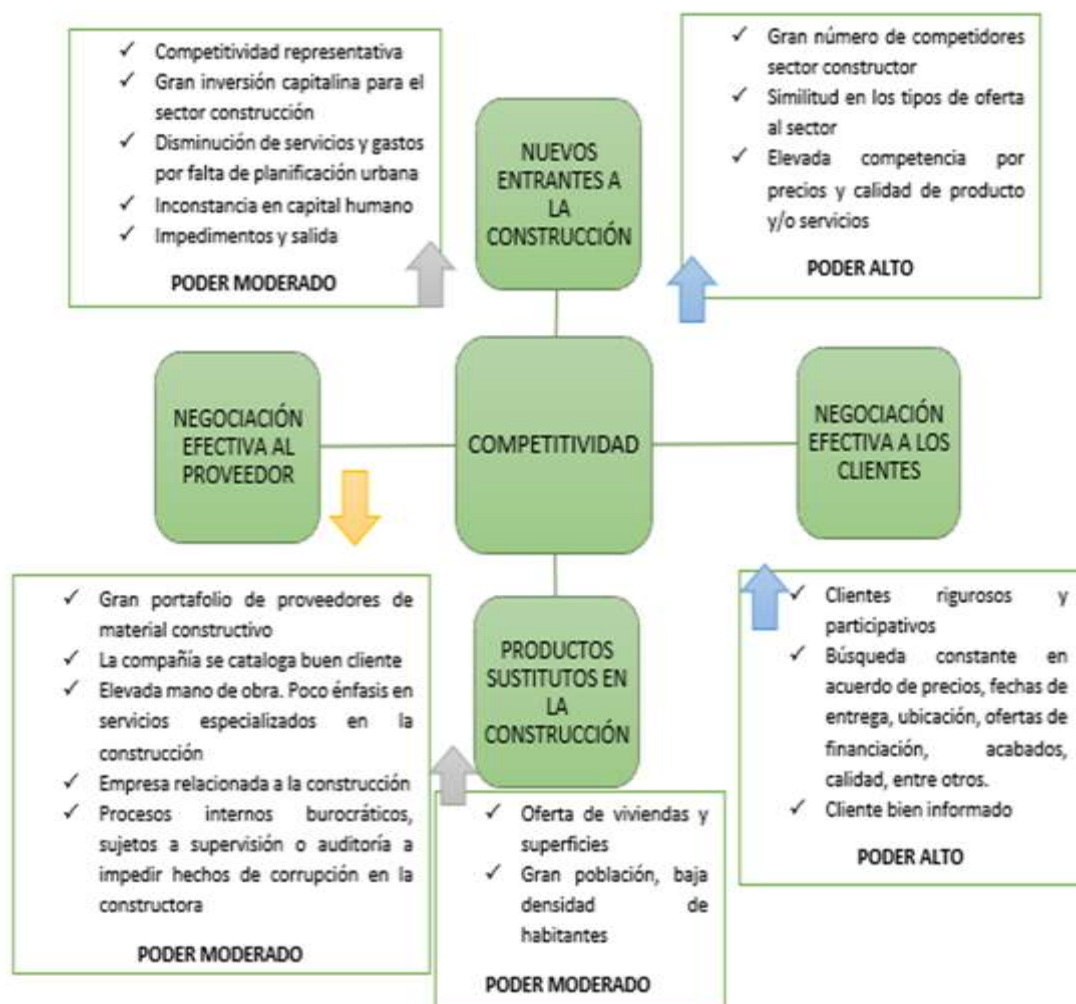 ✓ Competitividad representativa
✓ Gran inversión capitalina para el
sector construcción
✓ Disminución de servicios y gastos
por falta de planificación urbana
✓ Inconstancia en capital humano
✓ Impedimentos y salida
PODER MODERADO
NUEVOS
ENTRANTES A
LA
CONSTRUCCIÓN
✓ Gran número de competidores
sector constructor
✓ Similitud en los tipos de oferta
al sector
✓ Elevada competencia por
precios y calidad de producto
y/o servicios
PODER ALTO
NEGOCIACIÓN
EFECTIVA AL
PROVEEDOR
COMPETITIVIDAD
NEGOCIACIÓN
EFECTIVA A LOS
CLIENTES
✓ Gran portafolio de proveedores de
material constructivo
✓ La compañía se cataloga buen cliente
✓ Elevada mano de obra. Poco énfasis en
servicios especializados en la
construcción
✓ Empresa relacionada a la construcción
✓ Procesos internos burocráticos,
sujetos a supervisión o auditoría a
impedir hechos de corrupción en la
constructora
PODER MODERADO
PRODUCTOS
SUSTITUTOS EN
LA
CONSTRUCCIÓN
✓ Oferta de viviendas y
superficies
✓ Gran población, baja
densidad de
habitantes
PODER MODERADO
✓ Clientes rigurosos y
participativos
✓ Búsqueda constante en
acuerdo de precios, fechas de
entrega, ubicación, ofertas de
financiación, acabados,
calidad, entre otros.
✓ Cliente bien informado
PODER ALTO